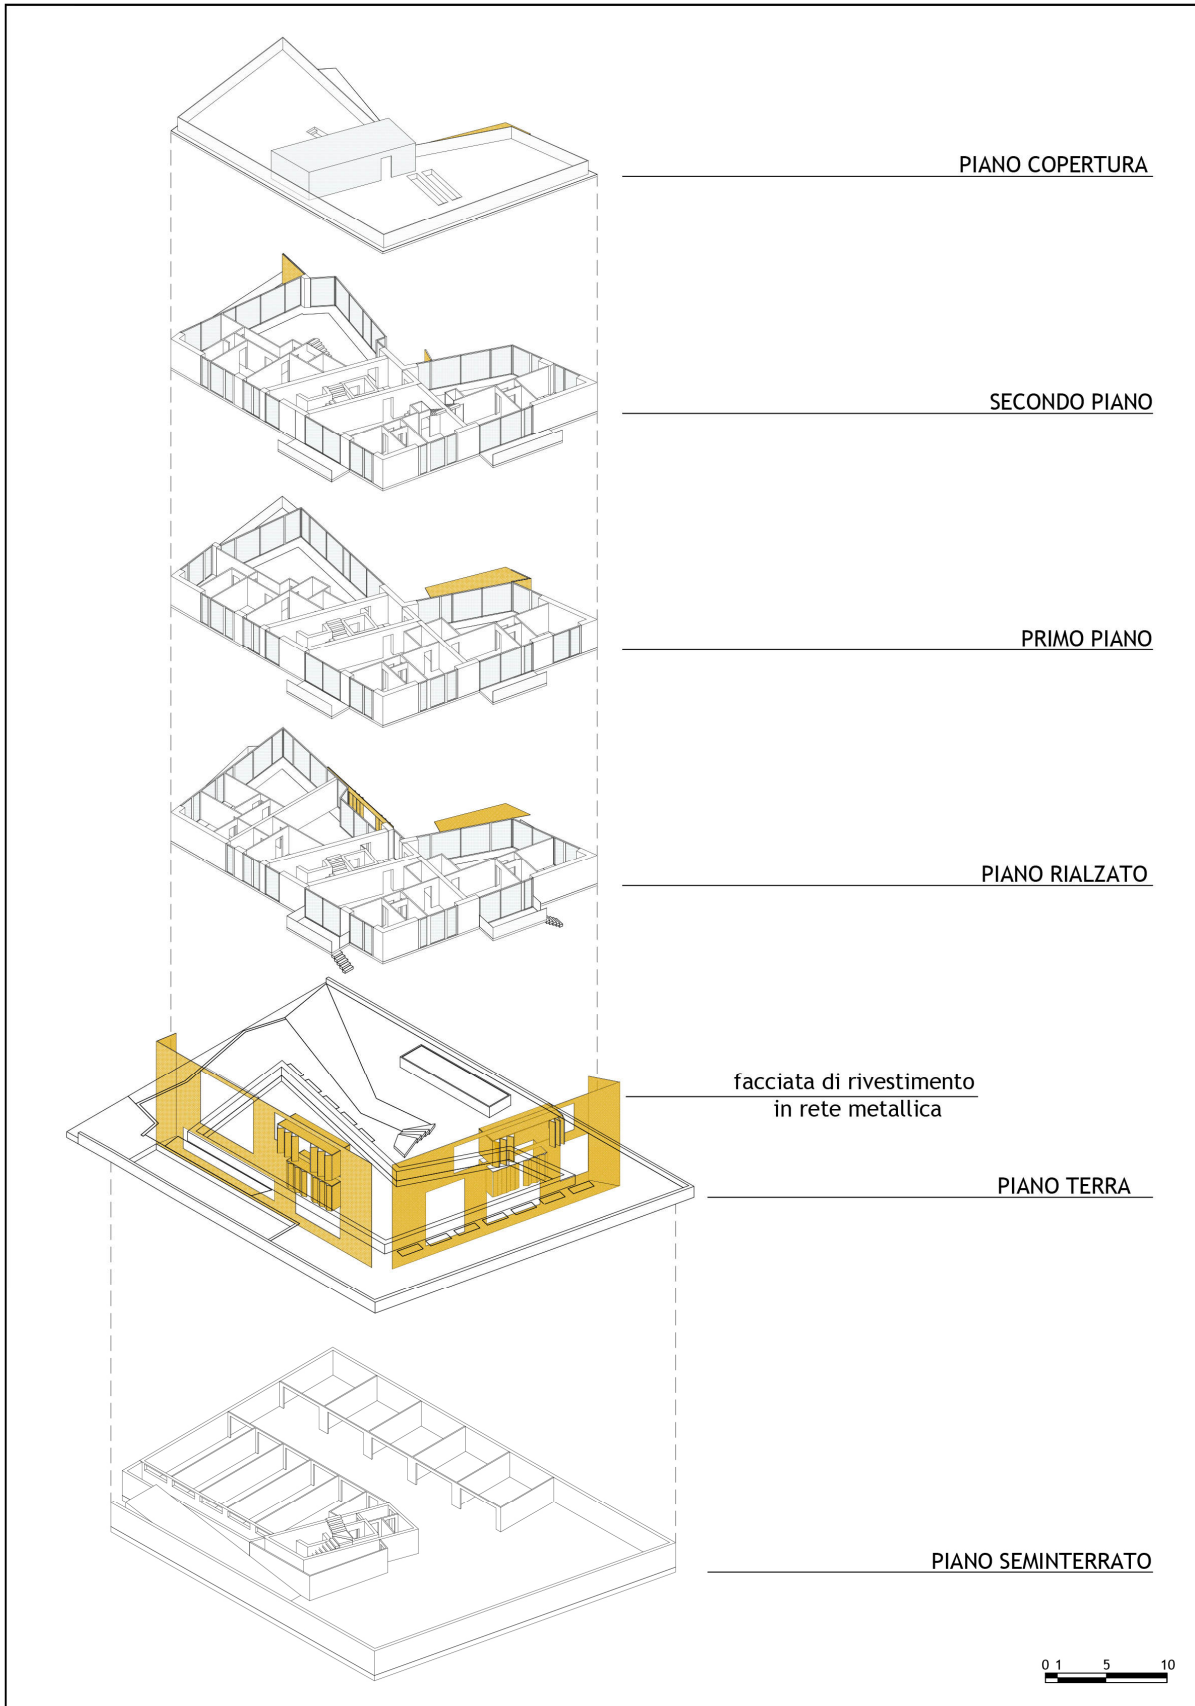 PIANO COPERTURA
SECONDO PIANO
PRIMO PIANO
PIANO RIALZATO
facciata di rivestimento
in rete metallica
PIANO TERRA
PIANO SEMINTERRATO
0 1 5 10